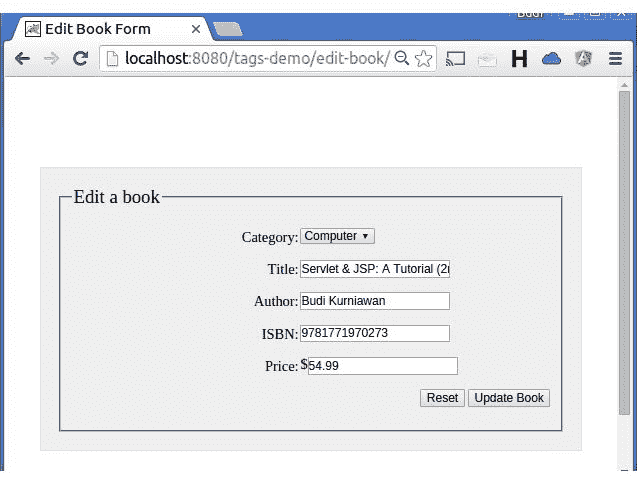 Budi
Edit Book Form
localhost:8080/tags-demo/edit-book/
H
Edit a book
Category: Computer
Title: Servlet & JSP: A Tutorial (2
Author: Budi Kurniawan
ISBN: 9781771970273
Price: $54.99
Reset Update Book